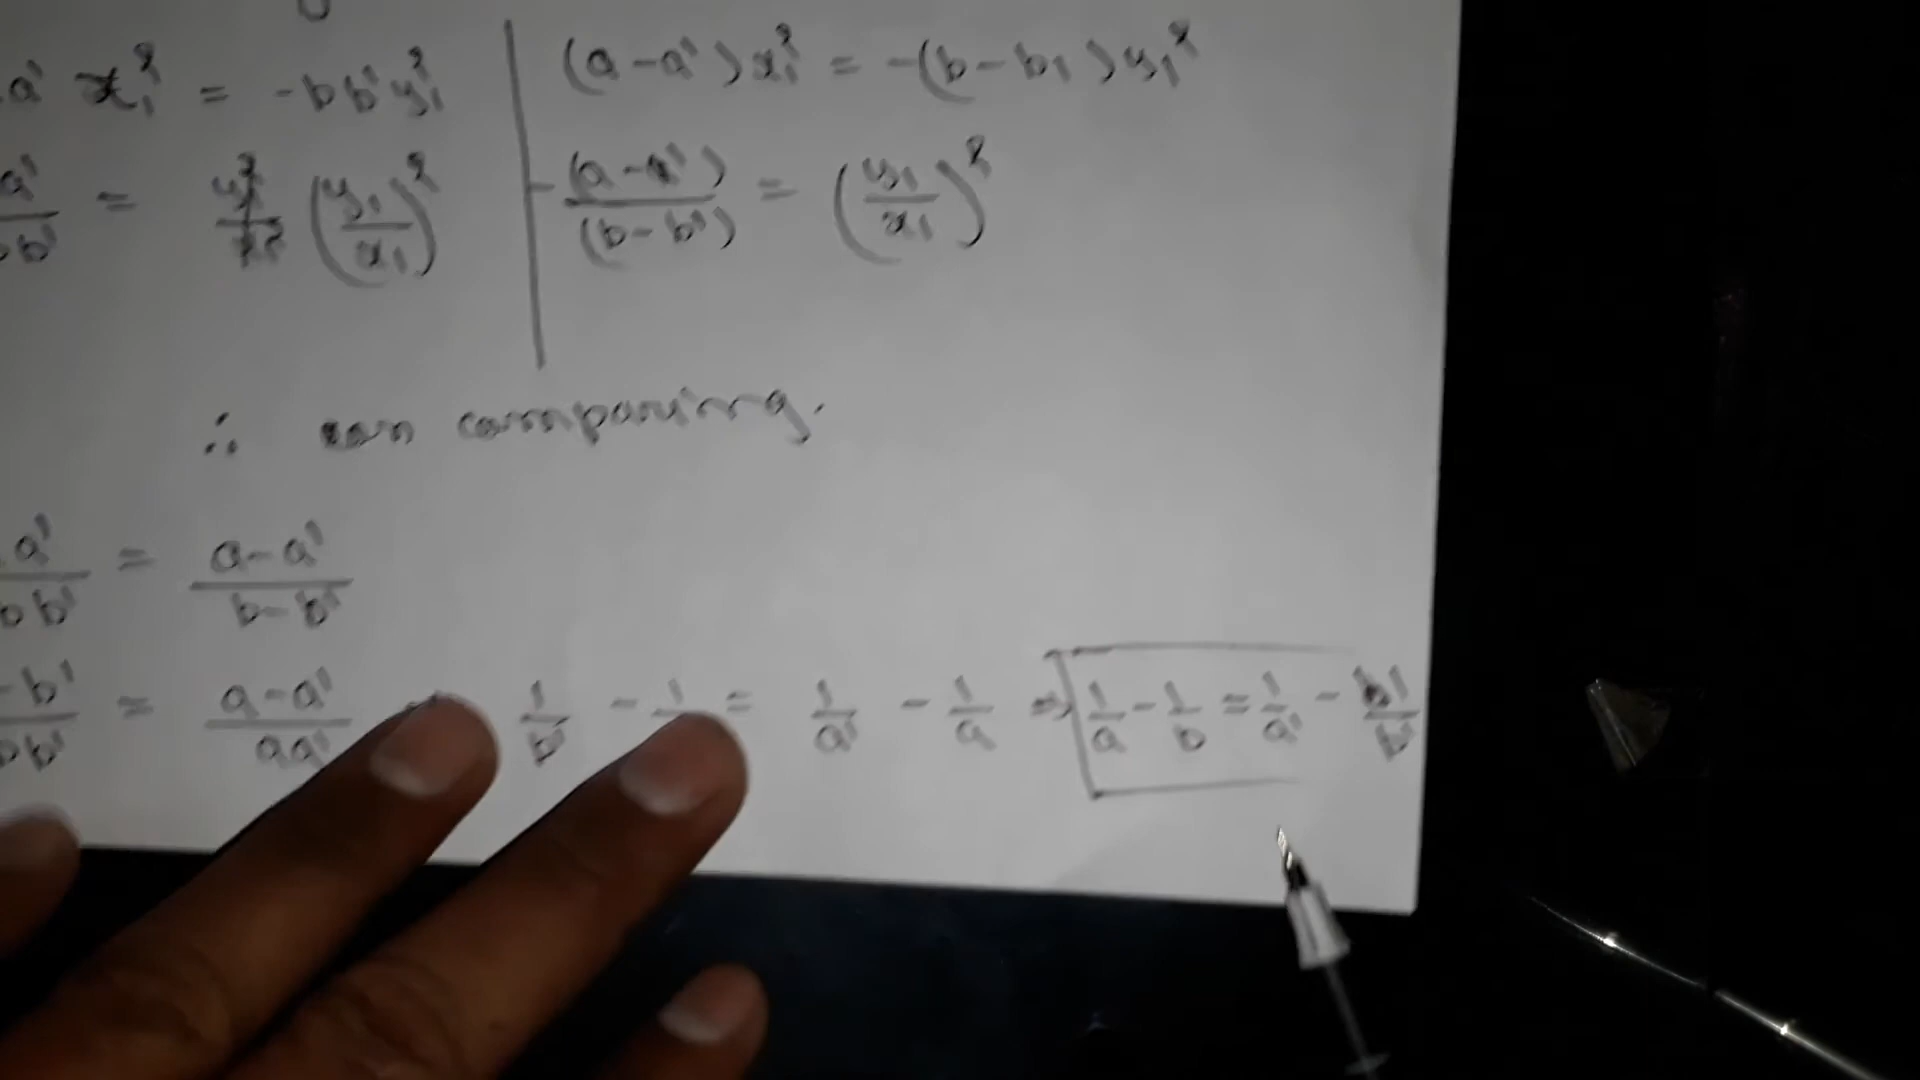 a' x₁² = -bb'y₁² | (a-a')x₁² = -(b-b₁)y₁²
a'/bb' = (y₁/x₁)² | -(a-a')/(b-b') = (y₁/x₁)²
∴ on comparing.
a'/bb' = a-a'/b-b'
-b'/bb' = a-a'/aa' 1/b' - 1/ = 1/a' - 1/a ⇒ 1/a - 1/b = 1/a' - 1/b'